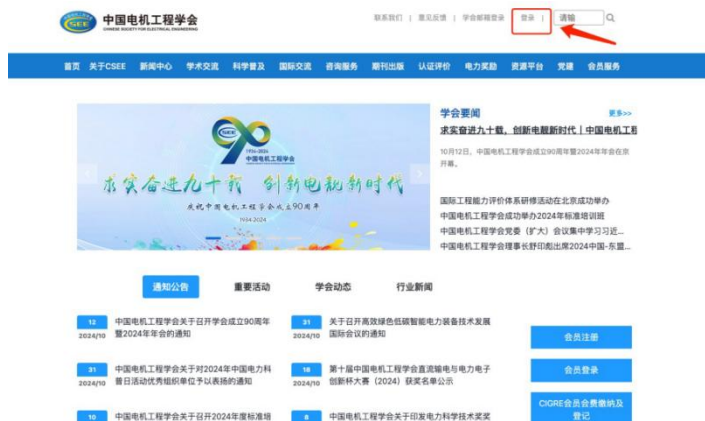 CSEE
中国电机工程学会
CHINESE SOCIETY FOR ELECTRICAL ENGINEERING
联系我们 | 意见反馈 | 学会邮箱登录 登录 | 请输
首页 关于CSEE 新闻中心 学术交流 科学普及 国际交流 咨询服务 期刊出版 认证评价 电力奖励 资源平台 党建 会员服务
CSEE
1934-2024
中国电机工程学会
求实奋进九十载 创新电靓新时代
庆祝中国电机工程学会成立90周年
1934-2024
学会要闻 更多>>
求实奋进九十载，创新电靓新时代 | 中国电机工程
10月12日，中国电机工程学会成立90周年暨2024年年会在京
开幕。
国际工程能力评价体系研修活动在北京成功举办
中国电机工程学会成功举办2024年标准培训班
中国电机工程学会党委（扩大）会议集中学习习近...
中国电机工程学会理事长舒印彪出席2024中国-东盟...
通知公告 重要活动 学会动态 行业新闻
12
2024/10
中国电机工程学会关于召开学会成立90周年
暨2024年年会的通知
31
2024/10
关于召开高效绿色低碳智能电力装备技术发展
国际会议的通知
21
2024/10
中国电机工程学会关于对2024年中国电力科
普日活动优秀组织单位予以表扬的通知
18
2024/10
第十届中国电机工程学会直流输电与电力电子
创新杯大赛（2024）获奖名单公示
10
中国电机工程学会关于召开2024年度标准培
8
中国电机工程学会关于印发电力科学技术奖奖
会员注册
会员登录
CIGRE会员会费缴纳及
登记